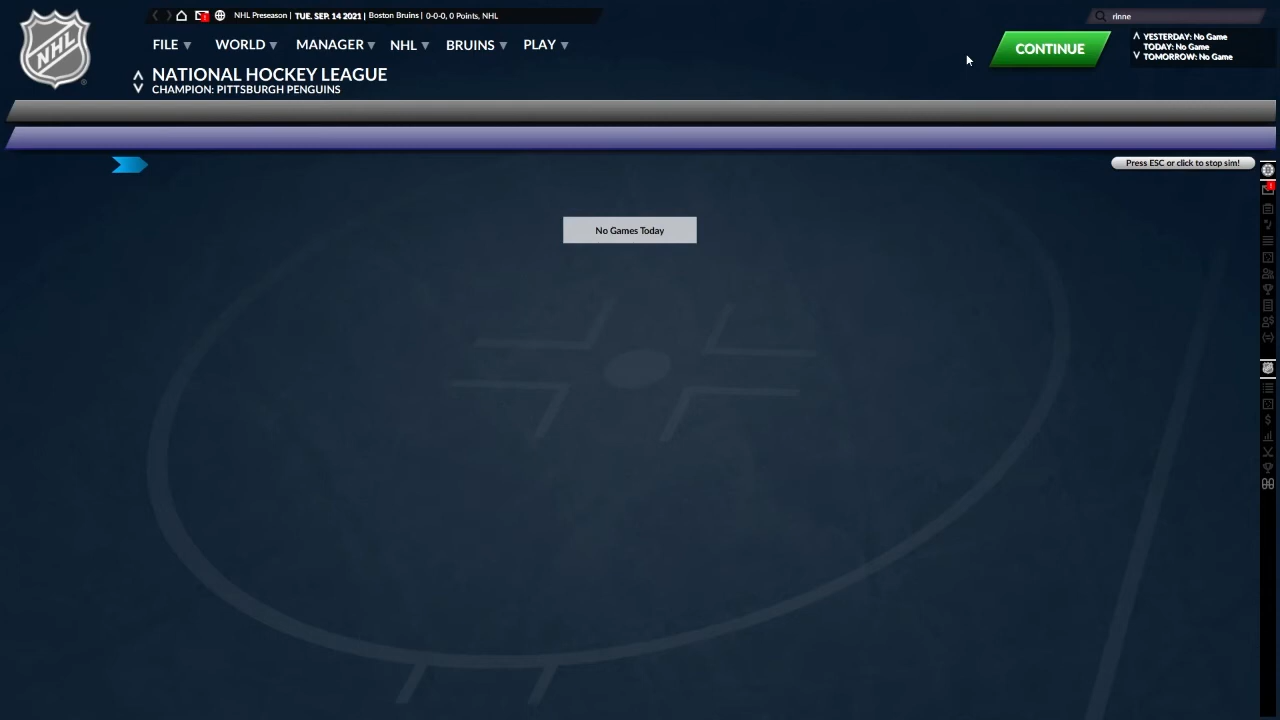 NHL Preseason | TUE. SEP. 14 2021 | Boston Bruins | 0-0-0, 0 Points, NHL
rinne
FILE WORLD MANAGER NHL BRUINS PLAY
CONTINUE
YESTERDAY: No Game
TODAY: No Game
TOMORROW: No Game
NHL
NATIONAL HOCKEY LEAGUE
CHAMPION: PITTSBURGH PENGUINS
Press ESC or click to stop sim!
No Games Today